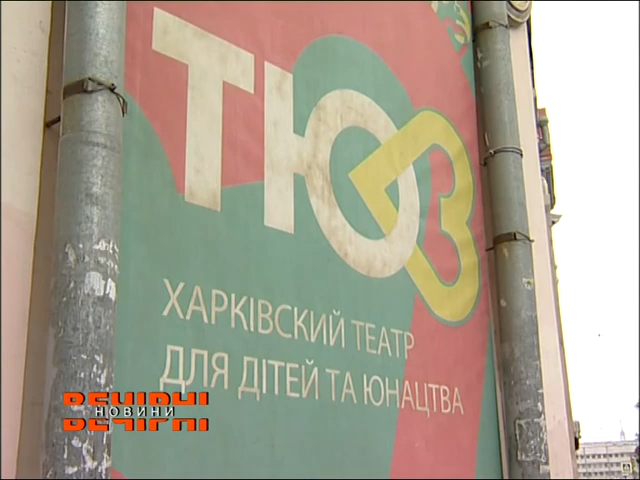 ТЮЗ
ХАРКІВСКИЙ ТЕАТР
ДЛЯ ДІТЕЙ ТА ЮНАЦТВА
ВЕЧІРНІ
НОВИНИ